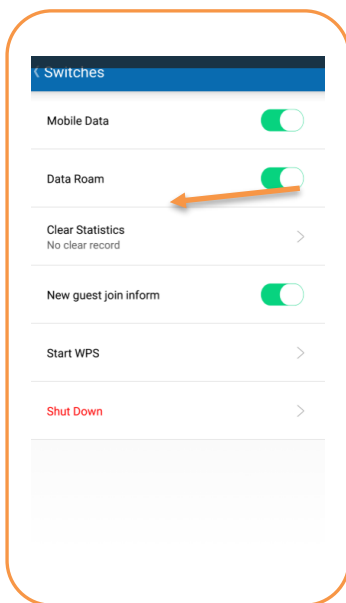 Switches
Mobile Data
Data Roam
Clear Statistics
No clear record
New guest join inform
Start WPS
Shut Down